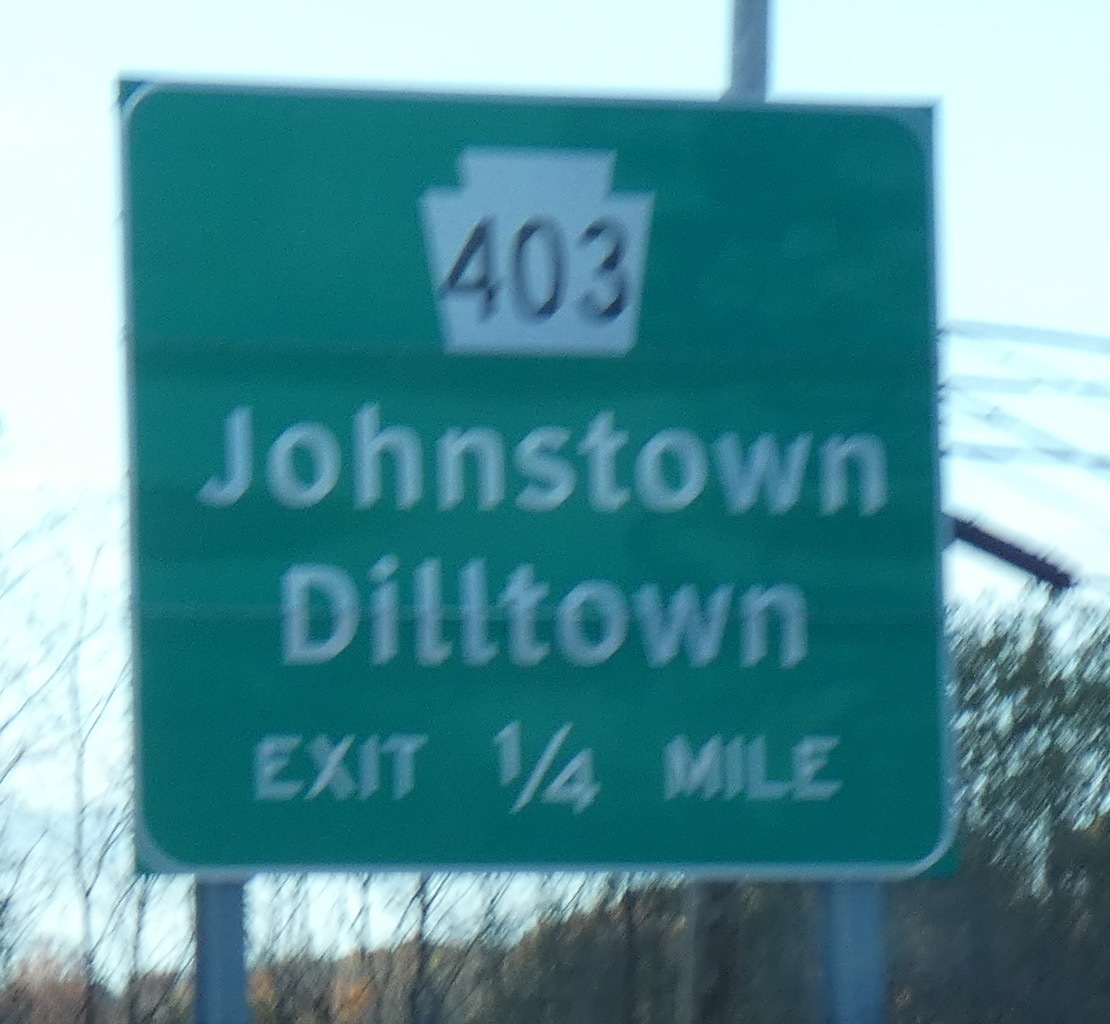 403
Johnstown
Dilltown
EXIT 1/4 MILE